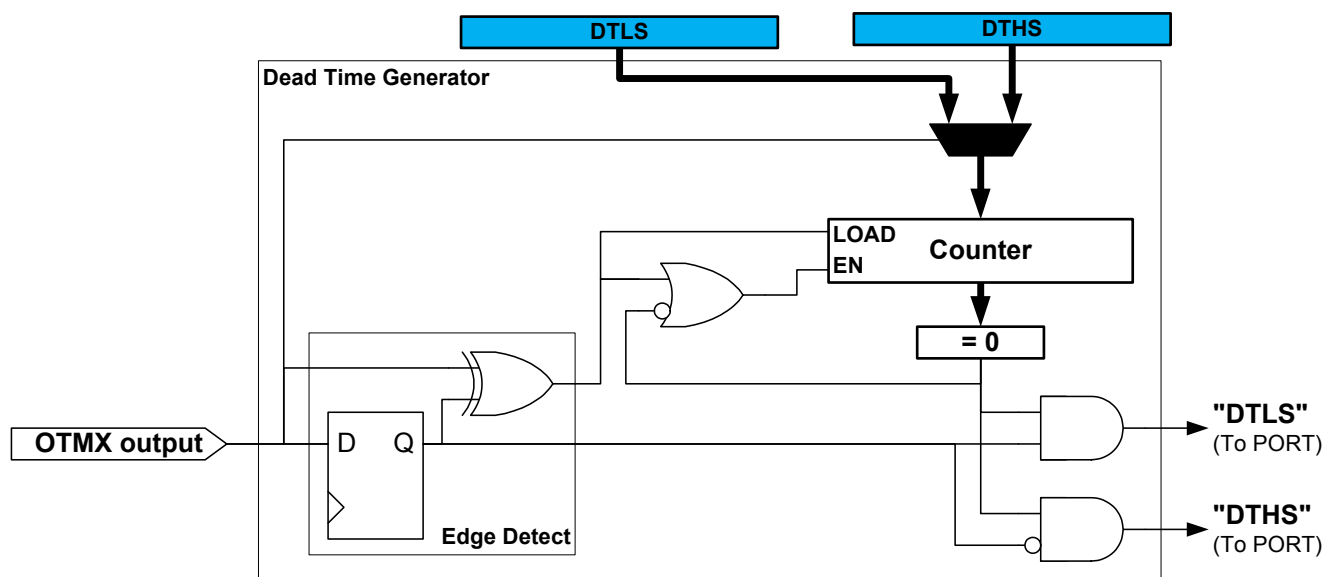 DTLS
DTHS
Dead Time Generator
LOAD
EN
Counter
= 0
OTMX output
D
Q
Edge Detect
"DTLS"
(To PORT)
"DTHS"
(To PORT)